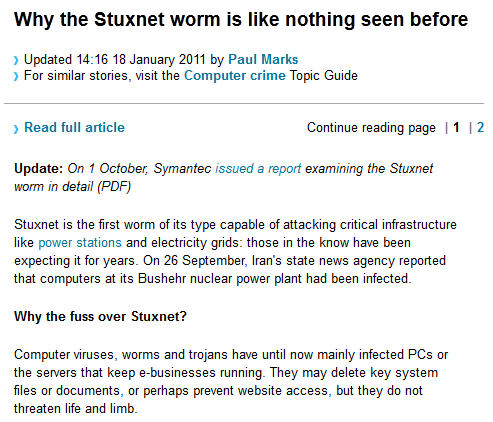 Why the Stuxnet worm is like nothing seen before
Updated 14:16 18 January 2011 by Paul Marks
For similar stories, visit the Computer crime Topic Guide
Read full article
Continue reading page | 1 | 2
Update: On 1 October, Symantec issued a report examining the Stuxnet
worm in detail (PDF)
Stuxnet is the first worm of its type capable of attacking critical infrastructure
like power stations and electricity grids: those in the know have been
expecting it for years. On 26 September, Iran's state news agency reported
that computers at its Bushehr nuclear power plant had been infected.
Why the fuss over Stuxnet?
Computer viruses, worms and trojans have until now mainly infected PCs or
the servers that keep e-businesses running. They may delete key system
files or documents, or perhaps prevent website access, but they do not
threaten life and limb.